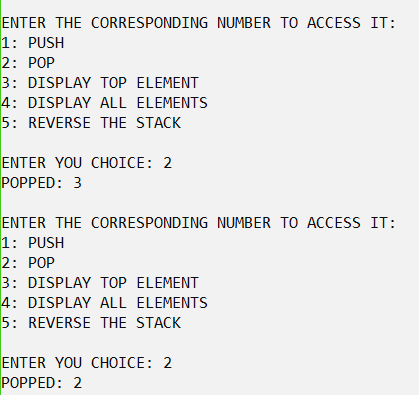 ENTER THE CORRESPONDING NUMBER TO ACCESS IT:
1: PUSH
2: POP
3: DISPLAY TOP ELEMENT
4: DISPLAY ALL ELEMENTS
5: REVERSE THE STACK
ENTER YOU CHOICE: 2
POPPED: 3
ENTER THE CORRESPONDING NUMBER TO ACCESS IT:
1: PUSH
2: POP
3: DISPLAY TOP ELEMENT
4: DISPLAY ALL ELEMENTS
5: REVERSE THE STACK
ENTER YOU CHOICE: 2
POPPED: 2